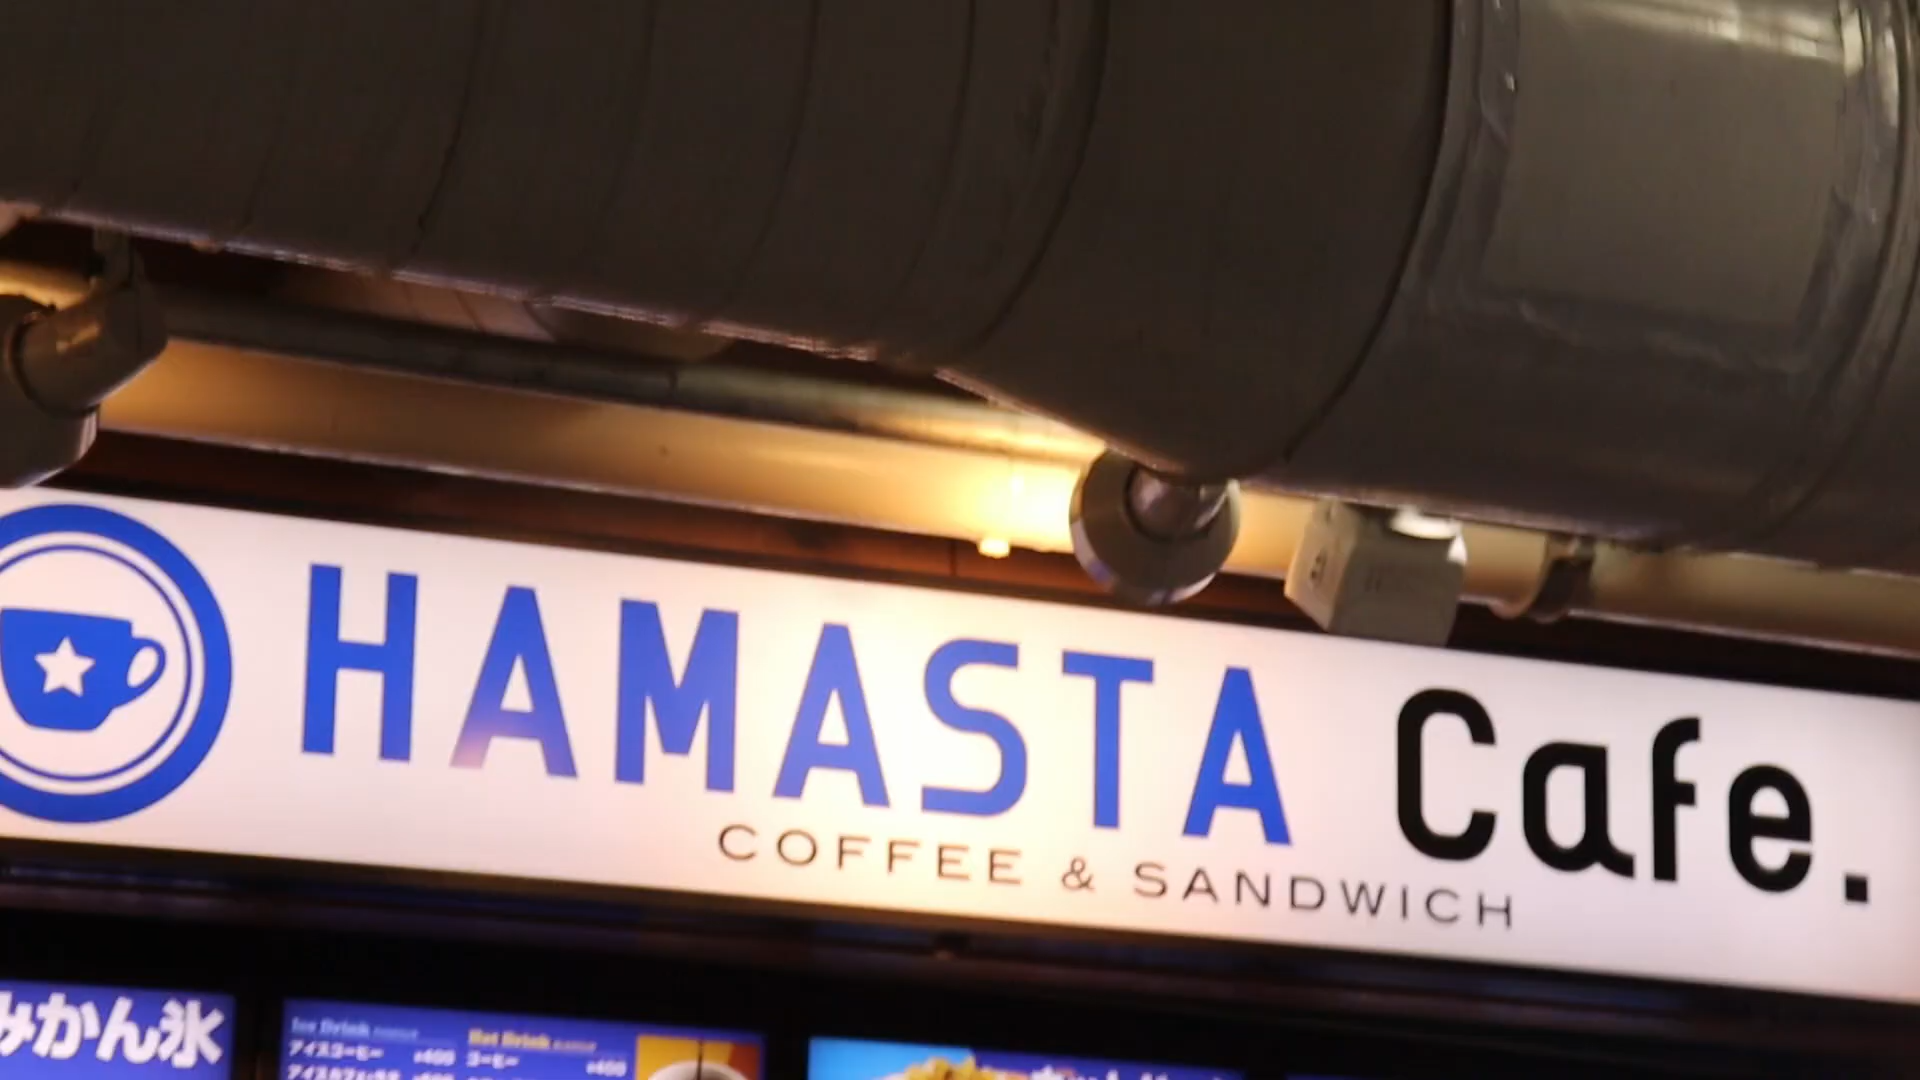 HAMASTA Cafe.
COFFEE & SANDWICH
みかん氷
Ice Drink
アイスコーヒー ¥400
Hot Drink
コーヒー ¥400